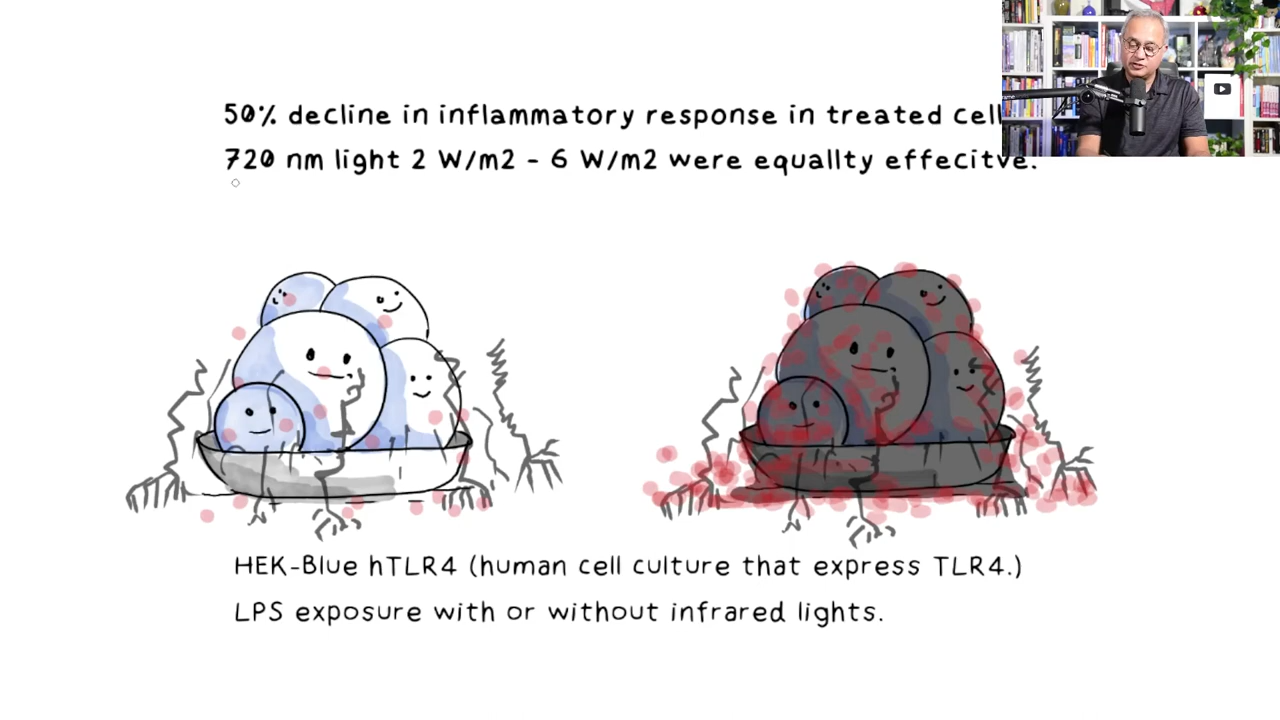 50% decline in inflammatory response in treated cell
720 nm light 2 W/m2 - 6 W/m2 were equallty effecitve.
HEK-Blue hTLR4 (human cell culture that express TLR4.)
LPS exposure with or without infrared lights.